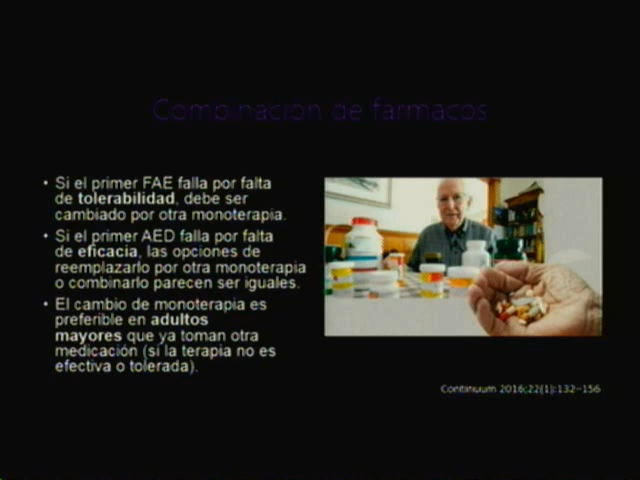 Combinación de fármacos
• Si el primer FAE falla por falta
de tolerabilidad, debe ser
cambiado por otra monoterapia.
• Si el primer AED falla por falta
de eficacia, las opciones de
reemplazarlo por otra monoterapia
o combinarlo parecen ser iguales.
• El cambio de monoterapia es
preferible en adultos
mayores que ya toman otra
medicación (si la terapia no es
efectiva o tolerada).
Continuum 2016;22(1):132–156